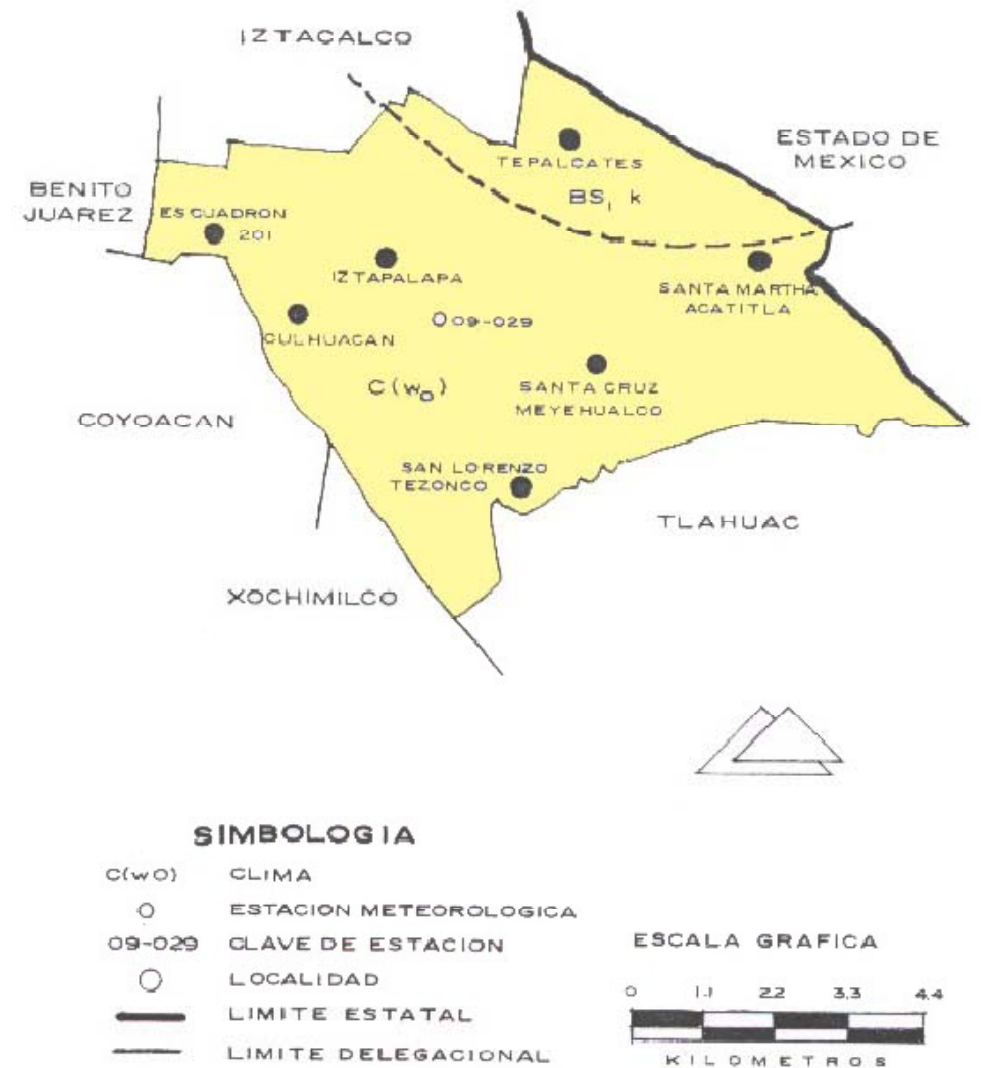 IZTACALCO
ESTADO DE
MEXICO
TEPALCATES
BS₁ k
BENITO
JUAREZ
ESCUADRON
201
IZTAPALAPA
SANTA MARTHA
ACATITLA
09-029
CULHUACAN
C(w₀)
SANTA CRUZ
MEYEHUALCO
COYOACAN
SAN LORENZO
TEZONCO
TLAHUAC
XOCHIMILCO
SIMBOLOGIA
C(WO) CLIMA
ESTACION METEOROLOGICA
09-029 CLAVE DE ESTACION
LOCALIDAD
LIMITE ESTATAL
LIMITE DELEGACIONAL
ESCALA GRAFICA
0 1.1 2.2 3.3 4.4
KILOMETROS